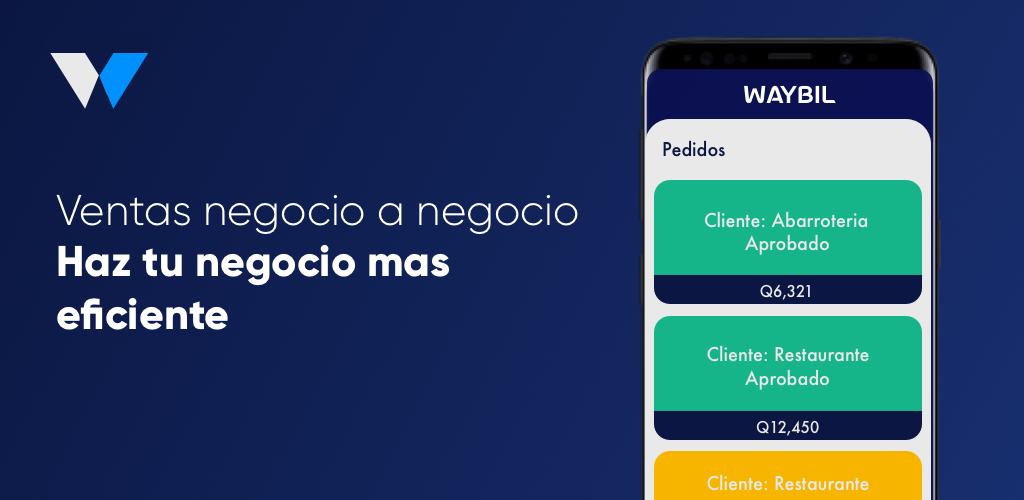 Ventas negocio a negocio
Haz tu negocio mas
eficiente
WAYBIL
Pedidos
Cliente: Abarroteria
Aprobado
Q6,321
Cliente: Restaurante
Aprobado
Q12,450
Cliente: Restaurante